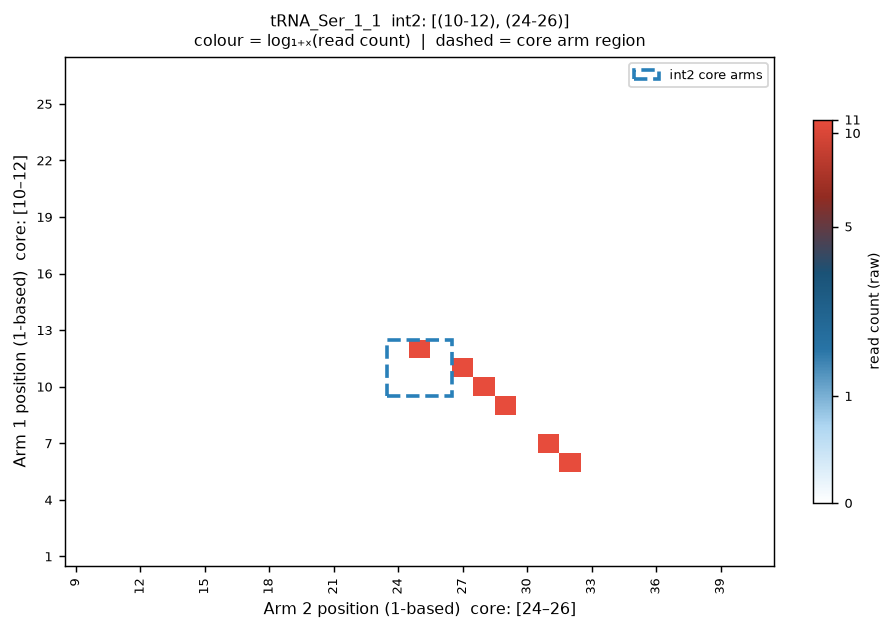 tRNA_Ser_1_1  int2: [(10-12), (24-26)]
colour = log₁₊ₓ(read count)  |  dashed = core arm region
int2 core arms
Arm 1 position (1-based)  core: [10–12]
25
22
19
16
13
10
7
4
1
9 12 15 18 21 24 27 30 33 36 39
Arm 2 position (1-based)  core: [24–26]
11
10
5
1
0
read count (raw)